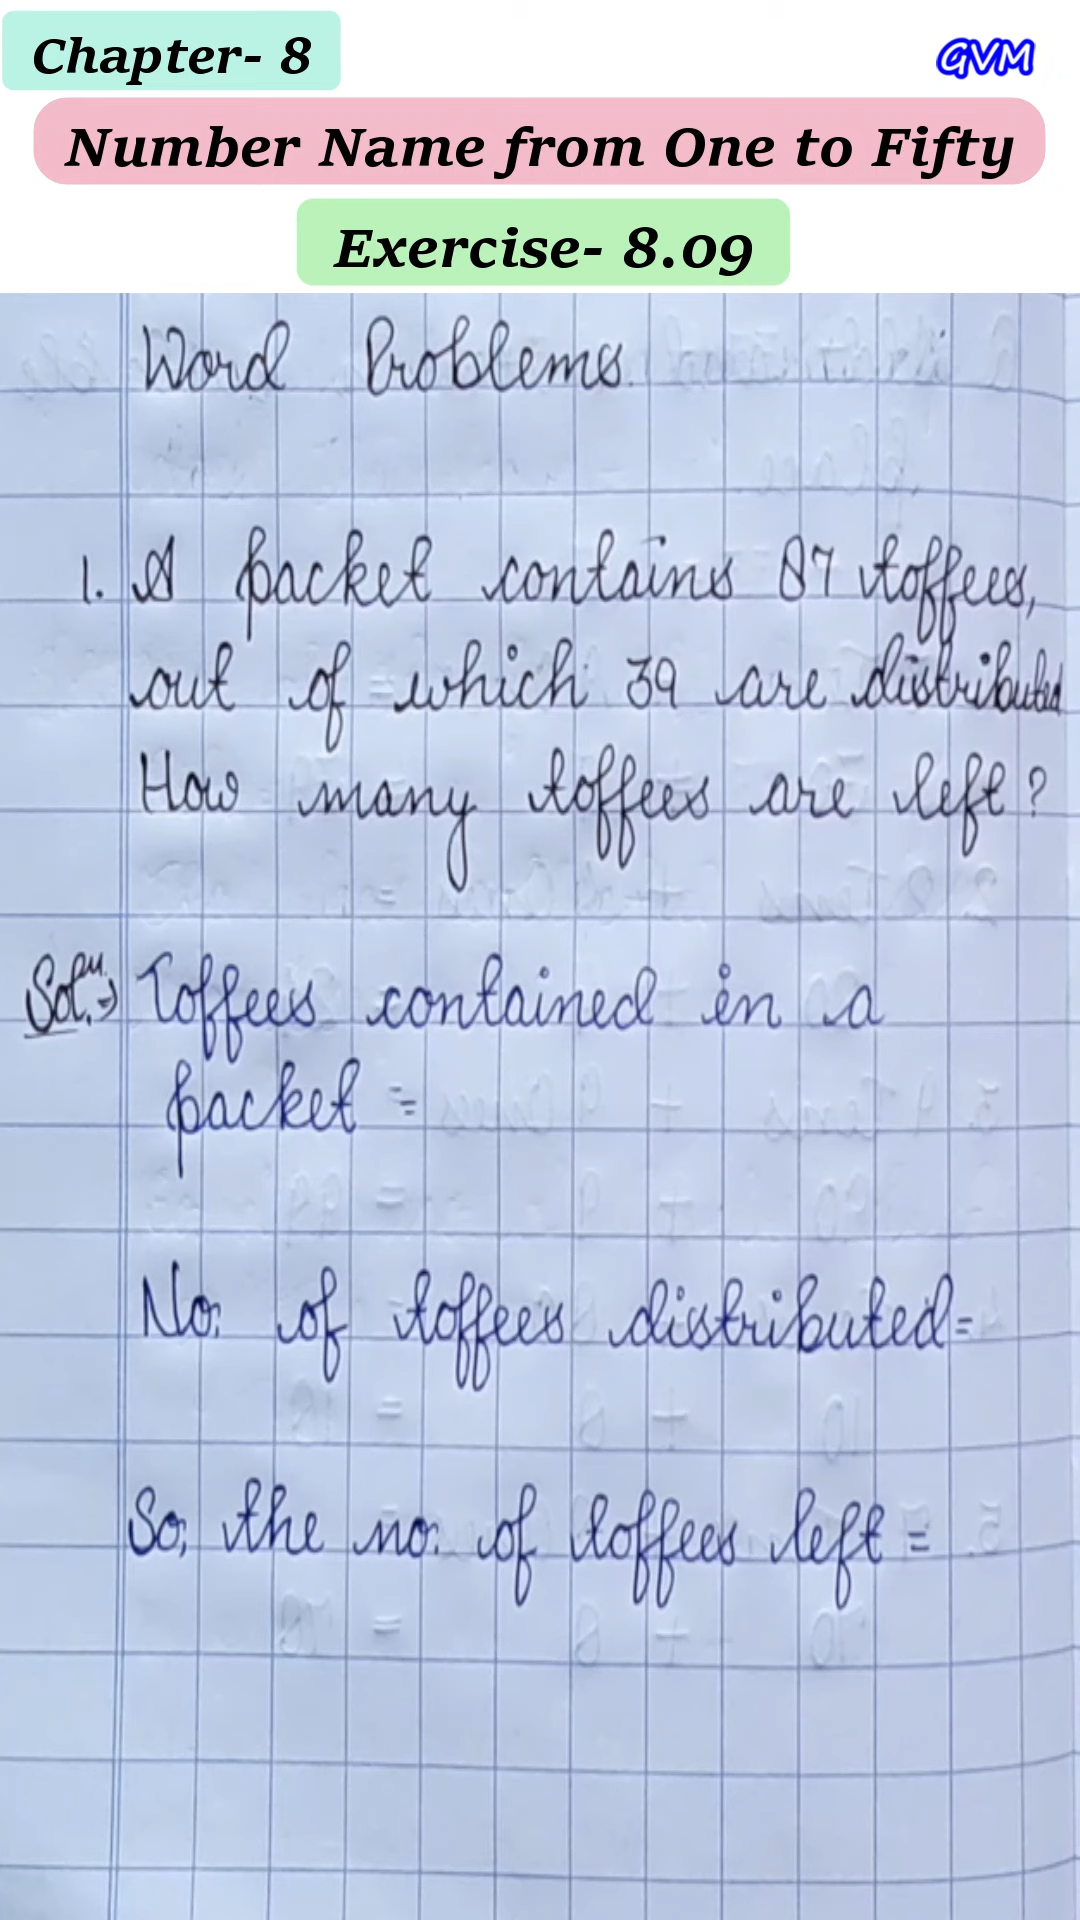 Chapter- 8
GVM
Number Name from One to Fifty
Exercise- 8.09
Word Problems.
1. A packet contains 87 toffees,
out of which 39 are distributed
How many toffees are left?
Solⁿ.⇒ Toffees contained in a
packet =
No. of toffees distributed=
So, the no. of toffees left =